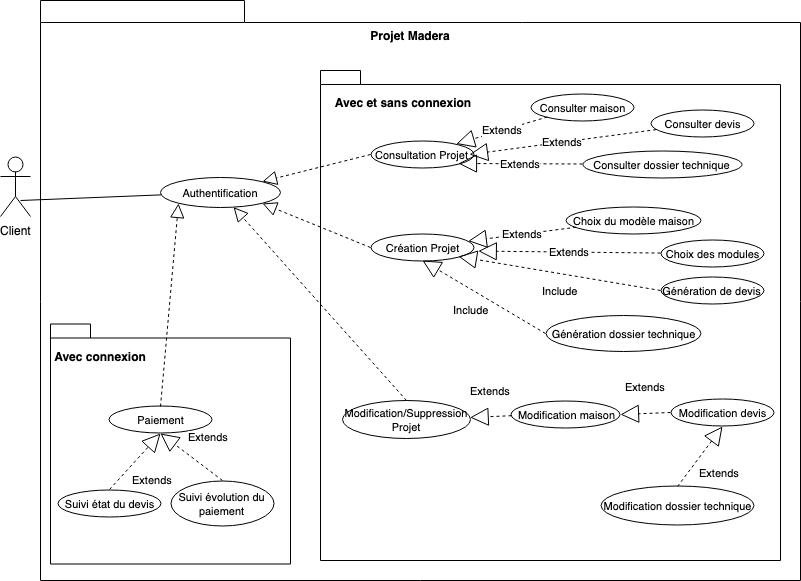 Projet Madera
Avec et sans connexion
Consulter maison
Extends
Consulter devis
Extends
Consultation Projet
Extends
Consulter dossier technique
Authentification
Client
Choix du modèle maison
Extends
Création Projet
Extends
Choix des modules
Include
Génération de devis
Include
Génération dossier technique
Avec connexion
Paiement
Extends
Extends
Suivi état du devis
Suivi évolution du
paiement
Modification/Suppression
Projet
Extends
Modification maison
Extends
Modification devis
Extends
Modification dossier technique